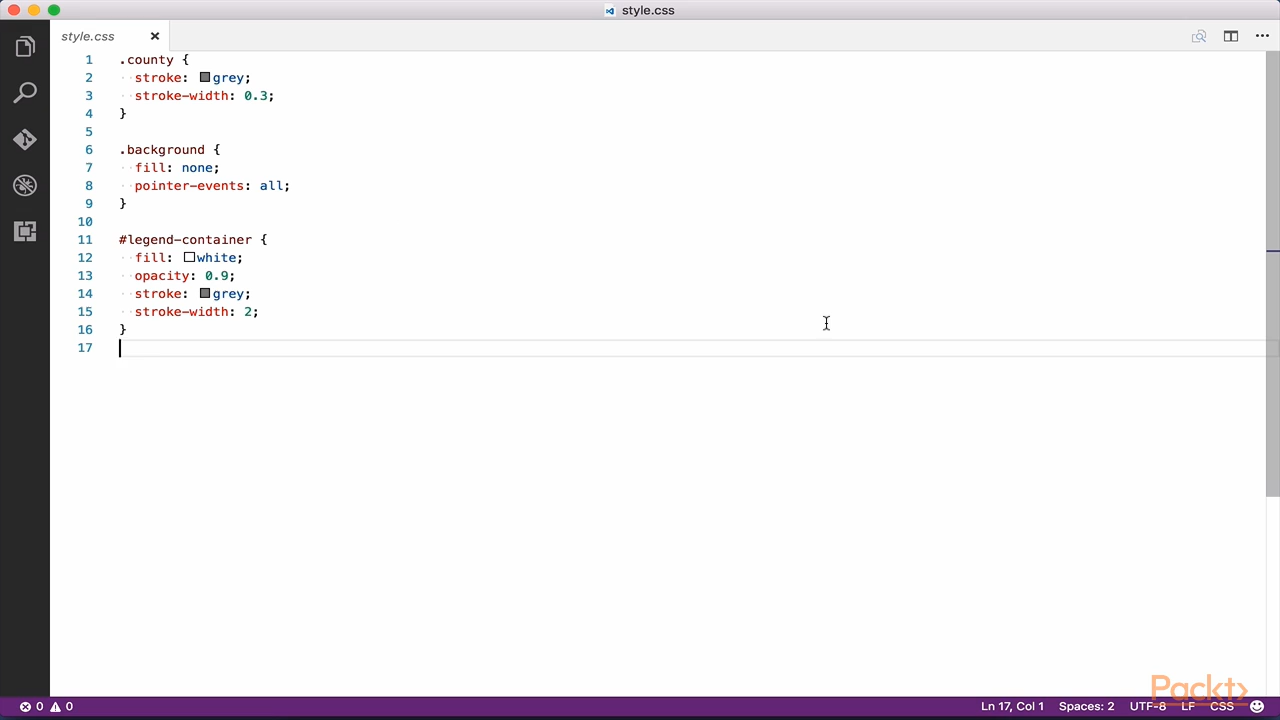 style.css
style.css
1 .county {
2 stroke: grey;
3 stroke-width: 0.3;
4 }
5
6 .background {
7 fill: none;
8 pointer-events: all;
9 }
10
11 #legend-container {
12 fill: white;
13 opacity: 0.9;
14 stroke: grey;
15 stroke-width: 2;
16 }
17
Packt
0 0 Ln 17, Col 1 Spaces: 2 UTF-8 LF CSS